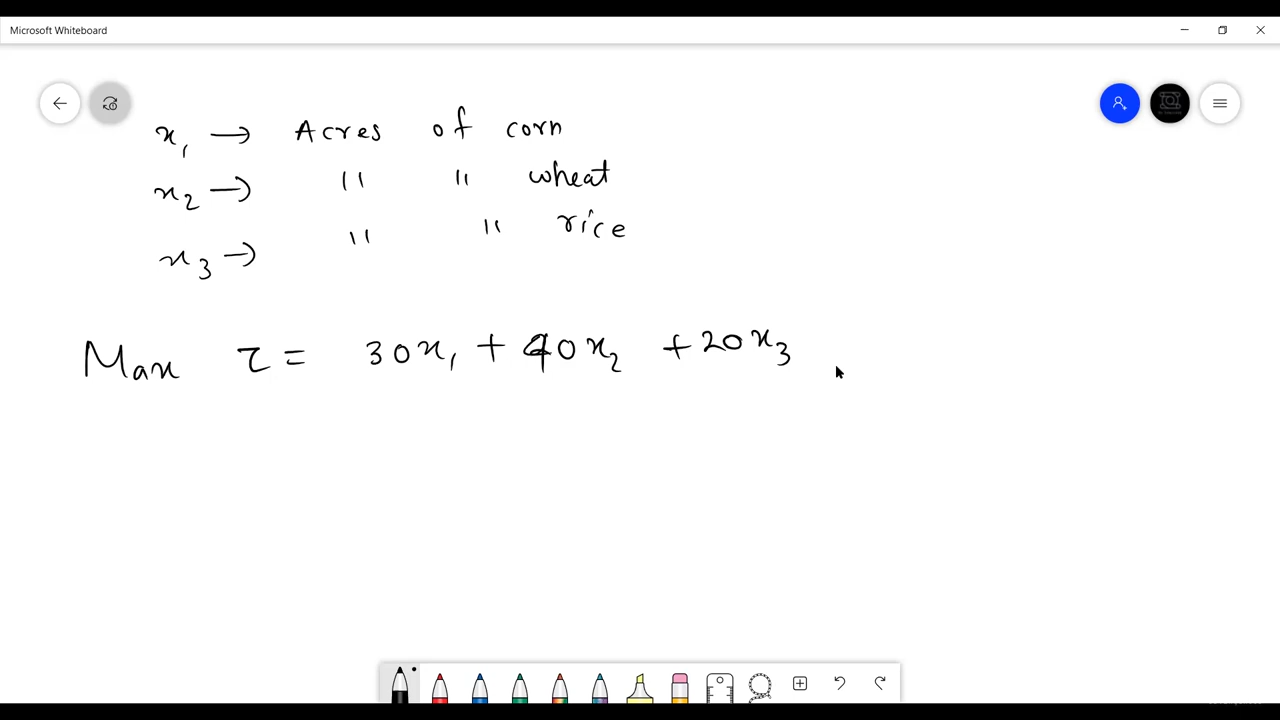 Microsoft Whiteboard
x₁ → Acres of corn
x₂ → " " wheat
x₃ → " " rice
Max Z = 30x₁ + 40x₂ + 20x₃